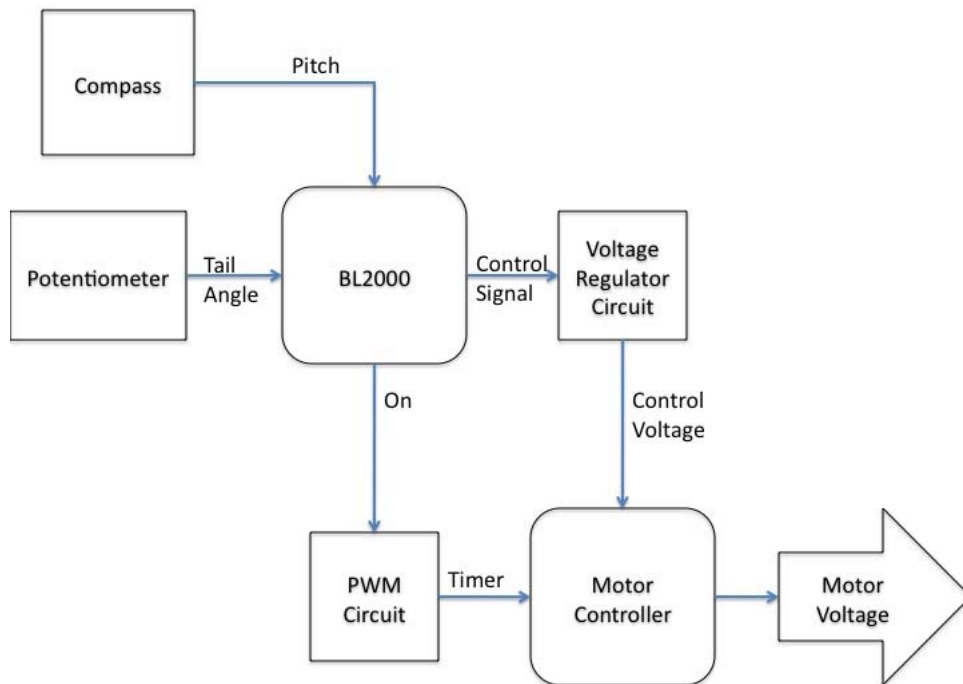 Compass
Pitch
Potentiometer
Tail
Angle
BL2000
Control
Signal
Voltage
Regulator
Circuit
On
Control
Voltage
PWM
Circuit
Timer
Motor
Controller
Motor
Voltage